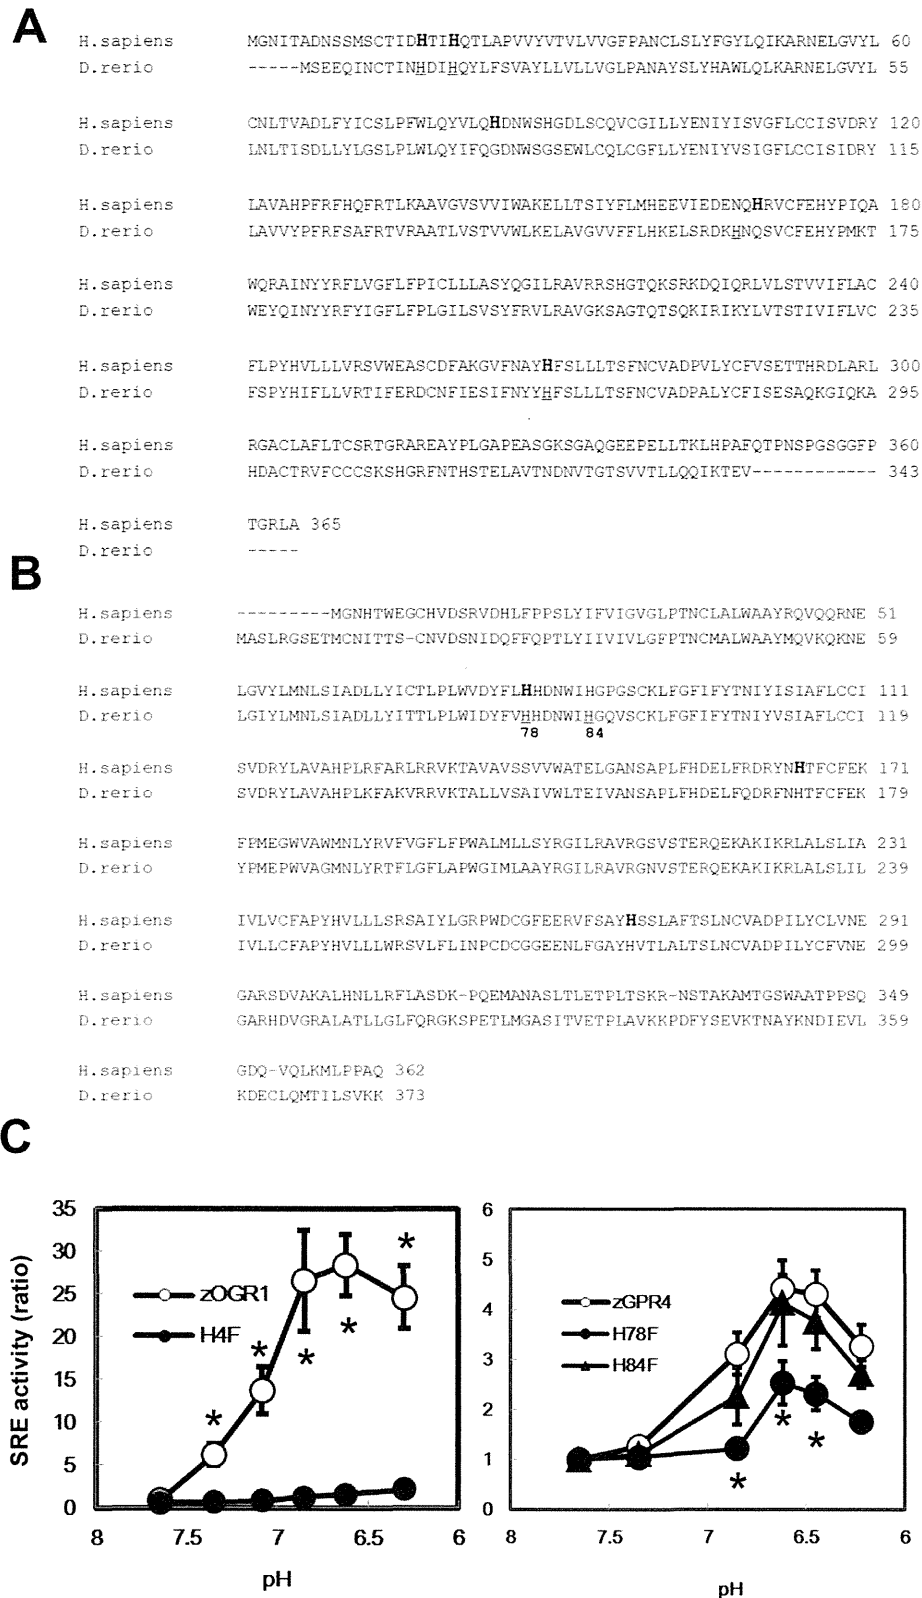 A
H.sapiens MGNITADNSSMSCTIDHTIHQTLAPVVYVTVLVVGFPANCLSLYFGYLQIKARNELGVYL 60
D.rerio -----MSEEQINCTINHDIHQYLFSVAYLLVLLVGLPANAYSLYHAWLQLKARNELGVYL 55
H.sapiens CNLTVADLFYICSLPFWLQYVLQHDNWSHGDLSCQVCGILLYENIYISVGFLCCISVDRY 120
D.rerio LNLTISDLLYLGSLPLWLQYIFQGDNWSGSEWLCQLCGFLLYENIYVSIGFLCCISIDRY 115
H.sapiens LAVAHPFRFHQFRTLKAAVGVSVVIWAKELLTSIYFLMHEEVIEDENQHRVCFEHYPIQA 180
D.rerio LAVVYPFRFSAFRTVRAATLVSTVVWLKELAVGVVFFLHKELSRDKHNQSVCFEHYPMKT 175
H.sapiens WQRAINYYRFLVGFLFPICLLLASYQGILRAVRRSHGTQKSRKDQIQRLVLSTVVIFLAC 240
D.rerio WEYQINYYRFYIGFLFPLGILSVSYFRVLRAVGKSAGTQTSQKIRIKYLVTSTIVIFLVC 235
H.sapiens FLPYHVLLLVRSVWEASCDFAKGVFNAYHFSLLLTSFNCVADPVLYCFVSETTHRDLARL 300
D.rerio FSPYHIFLLVRTIFERDCNFIESIFNYYHFSLLLTSFNCVADPALYCFISESAQKGIQKA 295
H.sapiens RGACLAFLTCSRTGRAREAYPLGAPEASGKSGAQGEEPELLTKLHPAFQTPNSPGSGGFP 360
D.rerio HDACTRVFCCCSKSHGRFNTHSTELAVTNDNVTGTSVVTLLQQIKTEV------------ 343
H.sapiens TGRLA 365
D.rerio -----
B
H.sapiens ---------MGNHTWEGCHVDSRVDHLFPPSLYIFVIGVGLPTNCLALWAAYRQVQQRNE 51
D.rerio MASLRGSETMCNITTS-CNVDSNIDQFFQPTLYIIVIVLGFPTNCMALWAAYMQVKQKNE 59
H.sapiens LGVYLMNLSIADLLYICTLPLWVDYFLHHDNWIHGPGSCKLFGFIFYTNIYISIAFLCCI 111
D.rerio LGIYLMNLSIADLLYITTLPLWIDYFVHHDNWIHGQVSCKLFGFIFYTNIYVSIAFLCCI 119
78 84
H.sapiens SVDRYLAVAHPLRFARLRRVKTAVAVSSVVWATELGANSAPLFHDELFRDRYNHTFCFEK 171
D.rerio SVDRYLAVAHPLKFAKVRRVKTALLVSAIVWLTEIVANSAPLFHDELFQDRFNHTFCFEK 179
H.sapiens FPMEGWVAWMNLYRVFVGFLFPWALMLLSYRGILRAVRGSVSTERQEKAKIKRLALSLIA 231
D.rerio YPMEPWVAGMNLYRTFLGFLAPWGIMLAAYRGILRAVRGNVSTERQEKAKIKRLALSLIL 239
H.sapiens IVLVCFAPYHVLLLSRSAIYLGRPWDCGFEERVFSAYHSSLAFTSLNCVADPILYCLVNE 291
D.rerio IVLLCFAPYHVLLLWRSVLFLINPCDCGGEENLFGAYHVTLALTSLNCVADPILYCFVNE 299
H.sapiens GARSDVAKALHNLLRFLASDK-PQEMANASLTLETPLTSKR-NSTAKAMTGSWAATPPSQ 349
D.rerio GARHDVGRALATLLGLFQRGKSPETLMGASITVETPLAVKKPDFYSEVKTNAYKNDIEVL 359
H.sapiens GDQ-VQLKMLPPAQ 362
D.rerio KDECLQMTILSVKK 373
C
SRE activity (ratio)
35
30
25
20
15
10
5
0
zOGR1
H4F
* * * * *
8 7.5 7 6.5 6
pH
6
5
4
3
2
1
0
zGPR4
H78F
H84F
* * *
8 7 6.5 6
pH